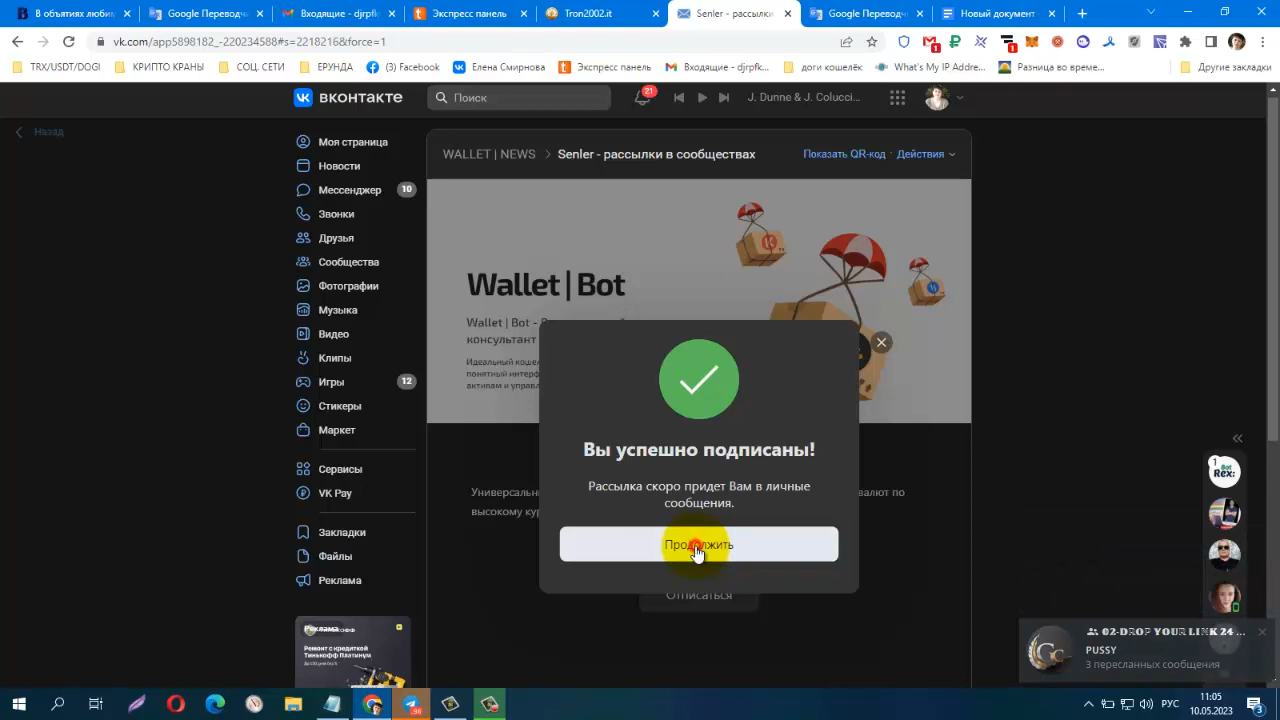 В объятиях любим
Google Переводч
Входящие - djrpfk
Экспресс панель
Tron2002.it
Senler - рассылки
Google Переводч
Новый документ
vk.com/app5898182_-220234588#s=2218216&force=1
1
1
TRX/USDT/DOGI
КРИПТО КРАНЫ
СОЦ. СЕТИ
ЕРУНДА
(3) Facebook
Елена Смирнова
Экспресс панель
Входящие - djrpfk...
доги кошелёк
What's My IP Addre...
Разница во време...
Другие закладки
вконтакте
Поиск
21
J. Dunne & J. Colucci...
Назад
Моя страница
Новости
Мессенджер 10
Звонки
Друзья
Сообщества
Фотографии
Музыка
Видео
Клипы
Игры 12
Стикеры
Маркет
Сервисы
VK Pay
Закладки
Файлы
Реклама
Реклама
Ремонт с кредиткой
Тинькофф Платинум
WALLET | NEWS > Senler - рассылки в сообществах
Показать QR-код · Действия
Wallet | Bot
Wallet | Bot -
консультант
Идеальный кошел
понятный интерф
активам и управл
Универсальн
валют по
высокому кур
Вы успешно подписаны!
Рассылка скоро придет Вам в личные
сообщения.
Продолжить
Отписаться
Bot
Rex:
02-DROP YOUR LINK 24 ...
PUSSY
3 пересланных сообщения
98
РУС
11:05
10.05.2023
3